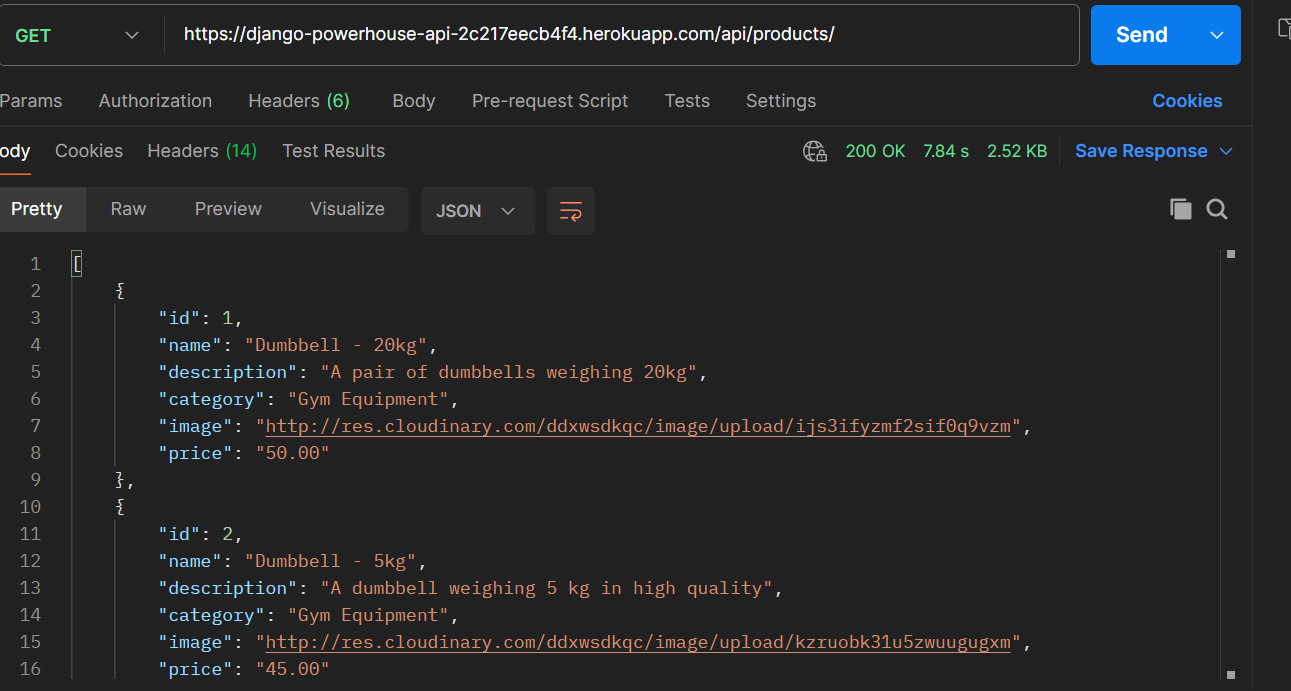 GET https://django-powerhouse-api-2c217eecb4f4.herokuapp.com/api/products/ Send
Params Authorization Headers (6) Body Pre-request Script Tests Settings Cookies
ody Cookies Headers (14) Test Results 200 OK 7.84 s 2.52 KB Save Response
Pretty Raw Preview Visualize JSON
1 [
2 {
3 "id": 1,
4 "name": "Dumbbell - 20kg",
5 "description": "A pair of dumbbells weighing 20kg",
6 "category": "Gym Equipment",
7 "image": "http://res.cloudinary.com/ddxwsdkqc/image/upload/ijs3ifyzmf2sif0q9vzm",
8 "price": "50.00"
9 },
10 {
11 "id": 2,
12 "name": "Dumbbell - 5kg",
13 "description": "A dumbbell weighing 5 kg in high quality",
14 "category": "Gym Equipment",
15 "image": "http://res.cloudinary.com/ddxwsdkqc/image/upload/kzruobk31u5zwuugugxm",
16 "price": "45.00"